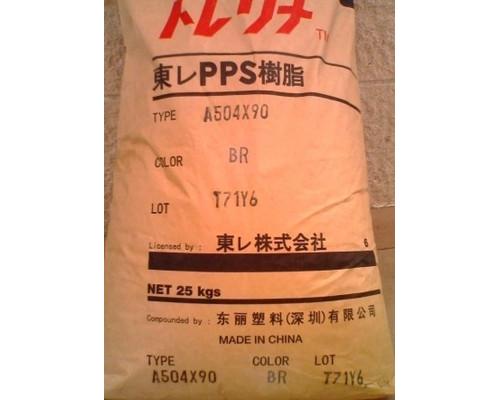 トレリナ
TM
東レPPS樹脂
TYPE A504X90
COLOR BR
LOT T71Y6
Licensed by : 東レ株式会社 6
NET 25 kgs
Compounded by : 东丽塑料(深圳)有限公司
MADE IN CHINA
TYPE COLOR LOT
A504X90 BR T71Y6